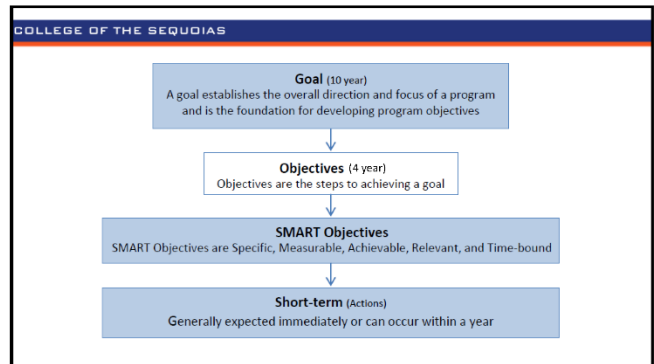 COLLEGE OF THE SEQUOIAS
Goal (10 year)
A goal establishes the overall direction and focus of a program
and is the foundation for developing program objectives
Objectives (4 year)
Objectives are the steps to achieving a goal
SMART Objectives
SMART Objectives are Specific, Measurable, Achievable, Relevant, and Time-bound
Short-term (Actions)
Generally expected immediately or can occur within a year